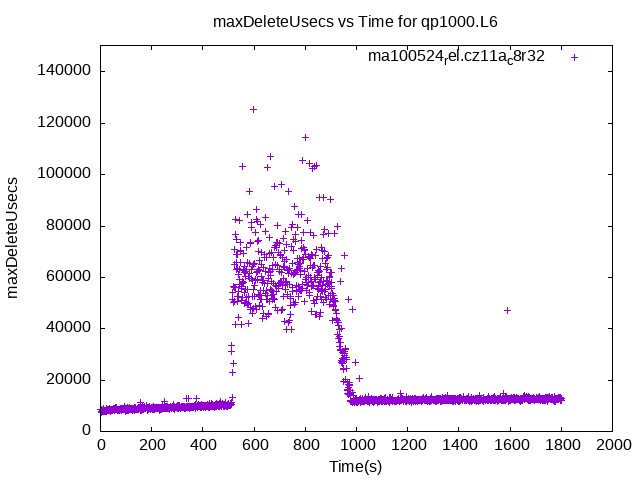 maxDeleteUsecs vs Time for qp1000.L6
ma100524rel.cz11ac8r32
140000
120000
100000
80000
60000
40000
20000
0
maxDeleteUsecs
0 200 400 600 800 1000 1200 1400 1600 1800 2000
Time(s)